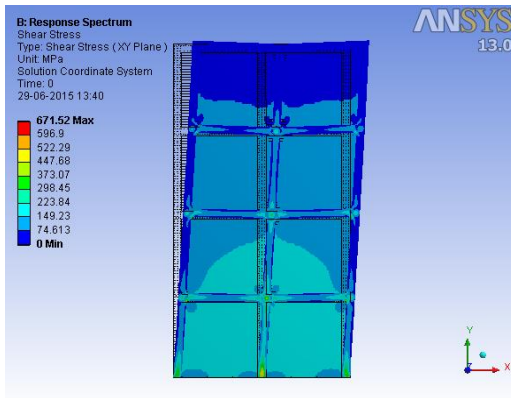 B: Response Spectrum
Shear Stress
Type: Shear Stress ( XY Plane )
Unit: MPa
Solution Coordinate System
Time: 0
29-06-2015 13:40
671.52 Max
596.9
522.29
447.68
373.07
298.45
223.84
149.23
74.613
0 Min
ANSYS
13.0
Y
X